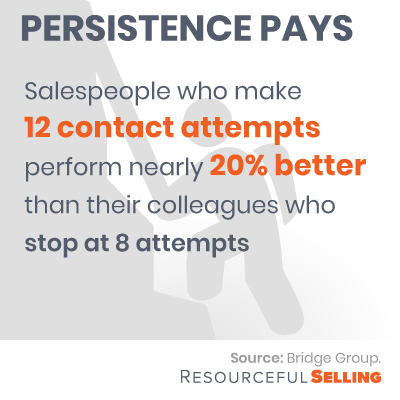 PERSISTENCE PAYS
Salespeople who make
12 contact attempts
perform nearly 20% better
than their colleagues who
stop at 8 attempts
Source: Bridge Group.
RESOURCEFUL SELLING